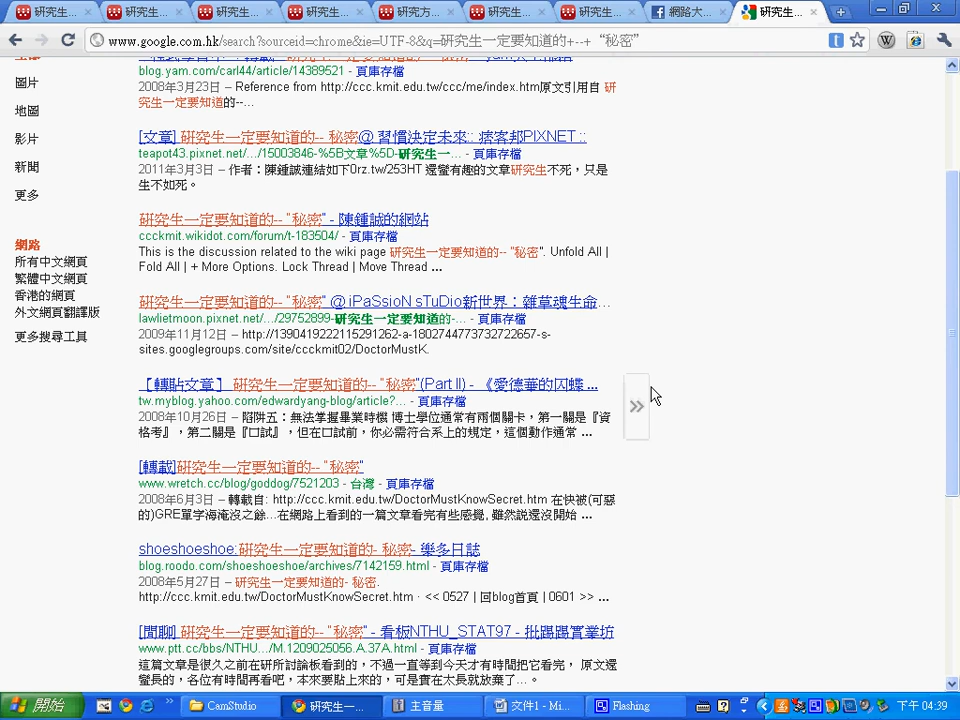 研究生...
研究生...
研究生...
研究生...
研究方...
研究生...
研究生...
網路大...
研究生...
www.google.com.hk/search?sourceid=chrome&ie=UTF-8&q=研究生一定要知道的+--+“秘密”
圖片
地圖
影片
新聞
更多
網路
所有中文網頁
繁體中文網頁
香港的網頁
外文網頁翻譯版
更多搜尋工具
blog.yam.com/carl44/article/14389521 - 頁庫存檔
2008年3月23日 – Reference from http://ccc.kmit.edu.tw/ccc/me/index.htm原文引用自 研
究生一定要知道的--...
[文章] 研究生一定要知道的-- 秘密@ 習慣決定未來:: 痞客邦PIXNET ::
teapot43.pixnet.net/.../15003846-%5B文章%5D-研究生一... - 頁庫存檔
2011年3月3日 – 作者：陳鍾誠連結如下0rz.tw/253HT 還蠻有趣的文章研究生不死，只是
生不如死。
研究生一定要知道的-- "秘密" - 陳鍾誠的網站
ccckmit.wikidot.com/forum/t-183504/ - 頁庫存檔
This is the discussion related to the wiki page 研究生一定要知道的-- "秘密". Unfold All |
Fold All | + More Options. Lock Thread | Move Thread ...
研究生一定要知道的-- "秘密" @ iPaSsioN sTuDio新世界：雜草魂生命...
lawlietmoon.pixnet.net/.../29752899-研究生一定要知道的-... - 頁庫存檔
2009年11月12日 – http://1390419222115291262-a-1802744773732722657-s-
sites.googlegroups.com/site/ccckmit02/DoctorMustK.
【轉貼文章】 研究生一定要知道的-- "秘密"(Part II) - 《愛德華的囚蝶 ...
tw.myblog.yahoo.com/edwardyang-blog/article?... - 頁庫存檔
2008年10月26日 – 陷阱五：無法掌握畢業時機 博士學位通常有兩個關卡，第一關是『資
格考』，第二關是『口試』，但在口試前，你必需符合系上的規定，這個動作通常 ...
[轉載]研究生一定要知道的-- "秘密"
www.wretch.cc/blog/goddog/7521203 - 台灣 - 頁庫存檔
2008年6月3日 – 轉載自: http://ccc.kmit.edu.tw/DoctorMustKnowSecret.htm 在快被(可惡
的)GRE單字海淹沒之餘...在網路上看到的一篇文章看完有些感覺, 雖然說還沒開始 ...
shoeshoeshoe:研究生一定要知道的- 秘密- 樂多日誌
blog.roodo.com/shoeshoeshoe/archives/7142159.html - 頁庫存檔
2008年5月27日 – 研究生一定要知道的- 秘密.
http://ccc.kmit.edu.tw/DoctorMustKnowSecret.htm · << 0527 | 回blog首頁 | 0601 >> ...
[閒聊] 研究生一定要知道的-- "秘密" - 看板NTHU_STAT97 - 批踢踢實業坊
www.ptt.cc/bbs/NTHU.../M.1209025056.A.37A.html - 頁庫存檔
這篇文章是很久之前在研所討論板看到的，不過一直等到今天才有時間把它看完， 原文還
蠻長的，各位有時間再看吧，本來要貼上來的，可是實在太長就放棄了...。
開始
CamStudio
研究生一...
主音量
文件1 - Mi...
Flashing
下午 04:39